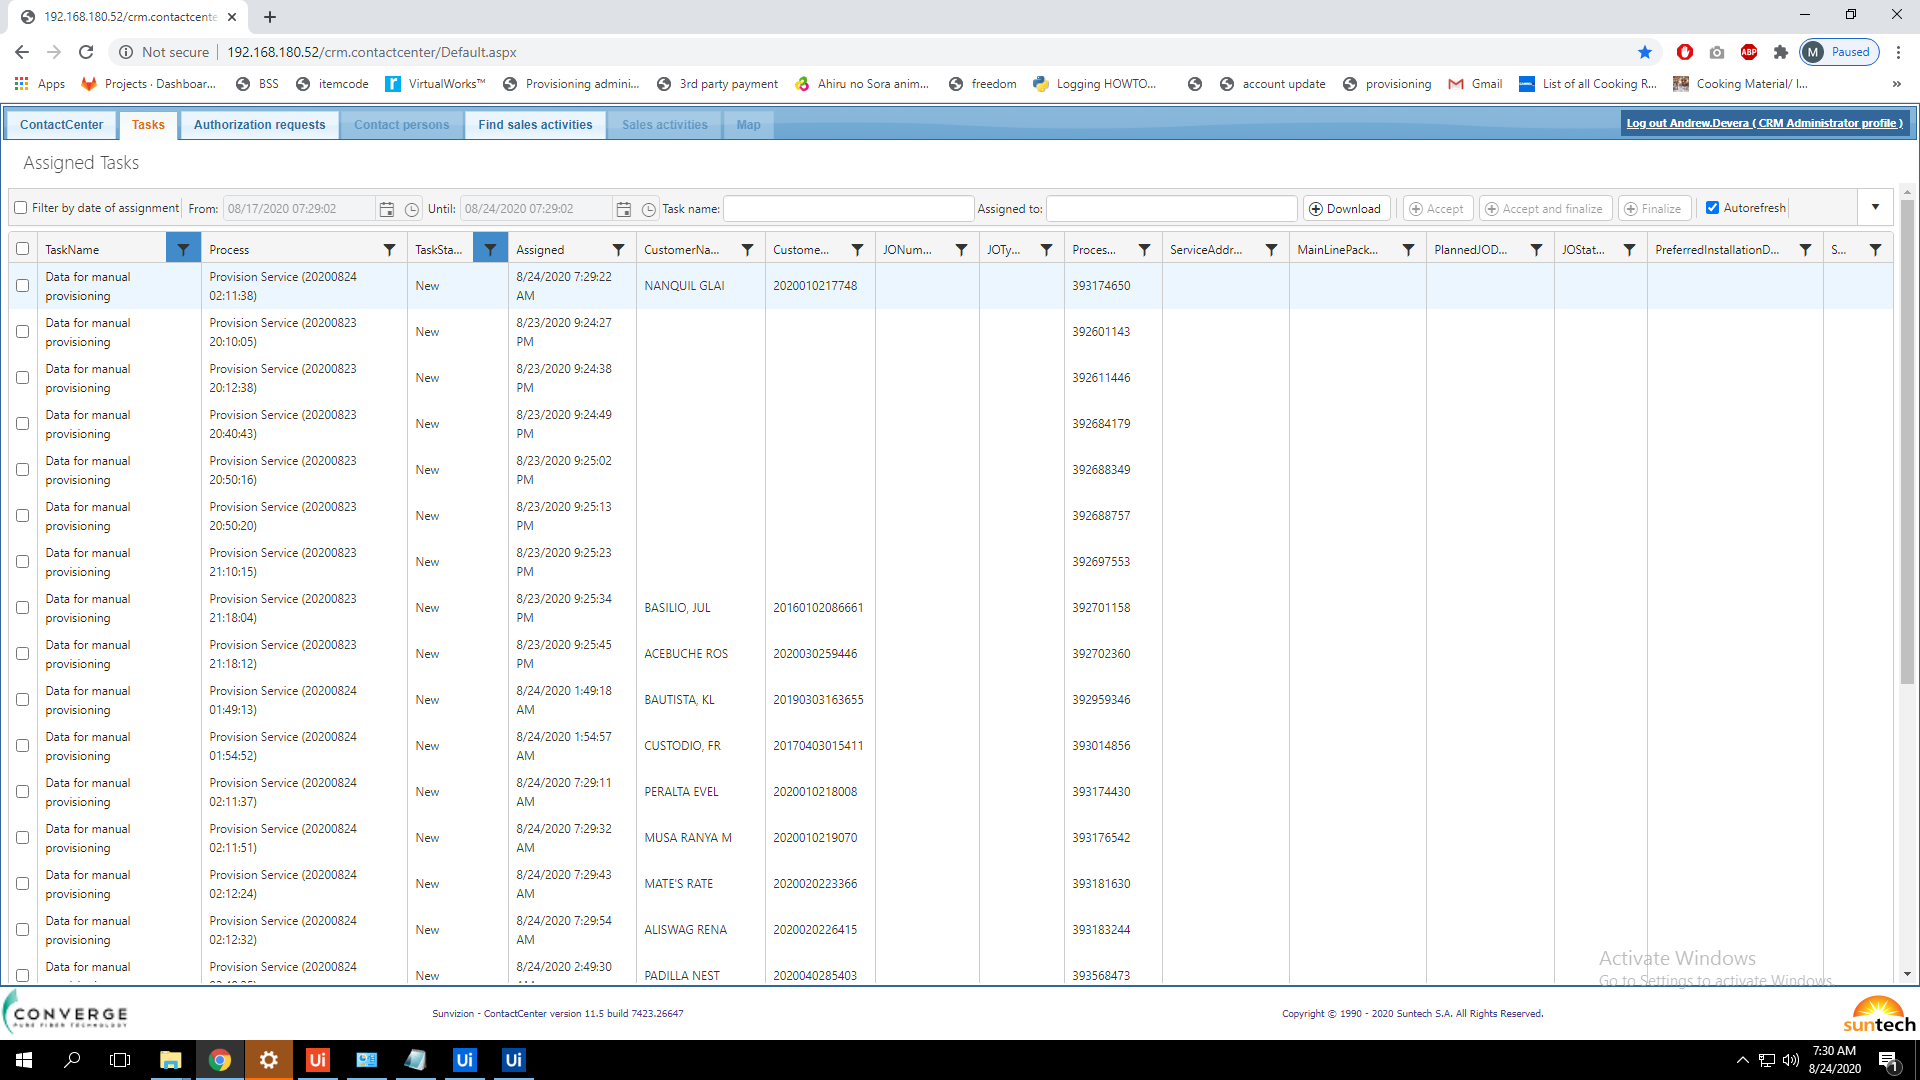 192.168.180.52/crm.contactcente
Not secure 192.168.180.52/crm.contactcenter/Default.aspx ABP M Paused
Apps Projects · Dashboar... BSS itemcode VirtualWorks™ Provisioning admini... 3rd party payment Ahiru no Sora anim... freedom Logging HOWTO... account update provisioning Gmail List of all Cooking R... Cooking Material/ I... »
ContactCenter Tasks Authorization requests Contact persons Find sales activities Sales activities Map Log out Andrew.Devera ( CRM Administrator profile )
Assigned Tasks
Filter by date of assignment From: 08/17/2020 07:29:02 Until: 08/24/2020 07:29:02 Task name: Assigned to: Download Accept Accept and finalize Finalize Autorefresh
TaskName Process TaskSta... Assigned CustomerNa... Custome... JONum... JOTy... Proces... ServiceAddr... MainLinePack... PlannedJOD... JOStat... PreferredInstallationD... S...
Data for manual provisioning Provision Service (20200824 02:11:38) New 8/24/2020 7:29:22 AM NANQUIL GLAI 2020010217748 393174650
Data for manual provisioning Provision Service (20200823 20:10:05) New 8/23/2020 9:24:27 PM 392601143
Data for manual provisioning Provision Service (20200823 20:12:38) New 8/23/2020 9:24:38 PM 392611446
Data for manual provisioning Provision Service (20200823 20:40:43) New 8/23/2020 9:24:49 PM 392684179
Data for manual provisioning Provision Service (20200823 20:50:16) New 8/23/2020 9:25:02 PM 392688349
Data for manual provisioning Provision Service (20200823 20:50:20) New 8/23/2020 9:25:13 PM 392688757
Data for manual provisioning Provision Service (20200823 21:10:15) New 8/23/2020 9:25:23 PM 392697553
Data for manual provisioning Provision Service (20200823 21:18:04) New 8/23/2020 9:25:34 PM BASILIO, JUL 20160102086661 392701158
Data for manual provisioning Provision Service (20200823 21:18:12) New 8/23/2020 9:25:45 PM ACEBUCHE ROS 2020030259446 392702360
Data for manual provisioning Provision Service (20200824 01:49:13) New 8/24/2020 1:49:18 AM BAUTISTA, KL 20190303163655 392959346
Data for manual provisioning Provision Service (20200824 01:54:52) New 8/24/2020 1:54:57 AM CUSTODIO, FR 20170403015411 393014856
Data for manual provisioning Provision Service (20200824 02:11:37) New 8/24/2020 7:29:11 AM PERALTA EVEL 2020010218008 393174430
Data for manual provisioning Provision Service (20200824 02:11:51) New 8/24/2020 7:29:32 AM MUSA RANYA M 2020010219070 393176542
Data for manual provisioning Provision Service (20200824 02:12:24) New 8/24/2020 7:29:43 AM MATE'S RATE 2020020223366 393181630
Data for manual provisioning Provision Service (20200824 02:12:32) New 8/24/2020 7:29:54 AM ALISWAG RENA 2020020226415 393183244
Data for manual Provision Service (20200824 New 8/24/2020 2:49:30 PADILLA NEST 2020040285403 393568473
Activate Windows
Go to Settings to activate Windows.
CONVERGE
PURE FIBER TECHNOLOGY
Sunvizion - ContactCenter version 11.5 build 7423.26647
Copyright © 1990 - 2020 Suntech S.A. All Rights Reserved.
suntech
Ui Ui Ui
7:30 AM
8/24/2020
1